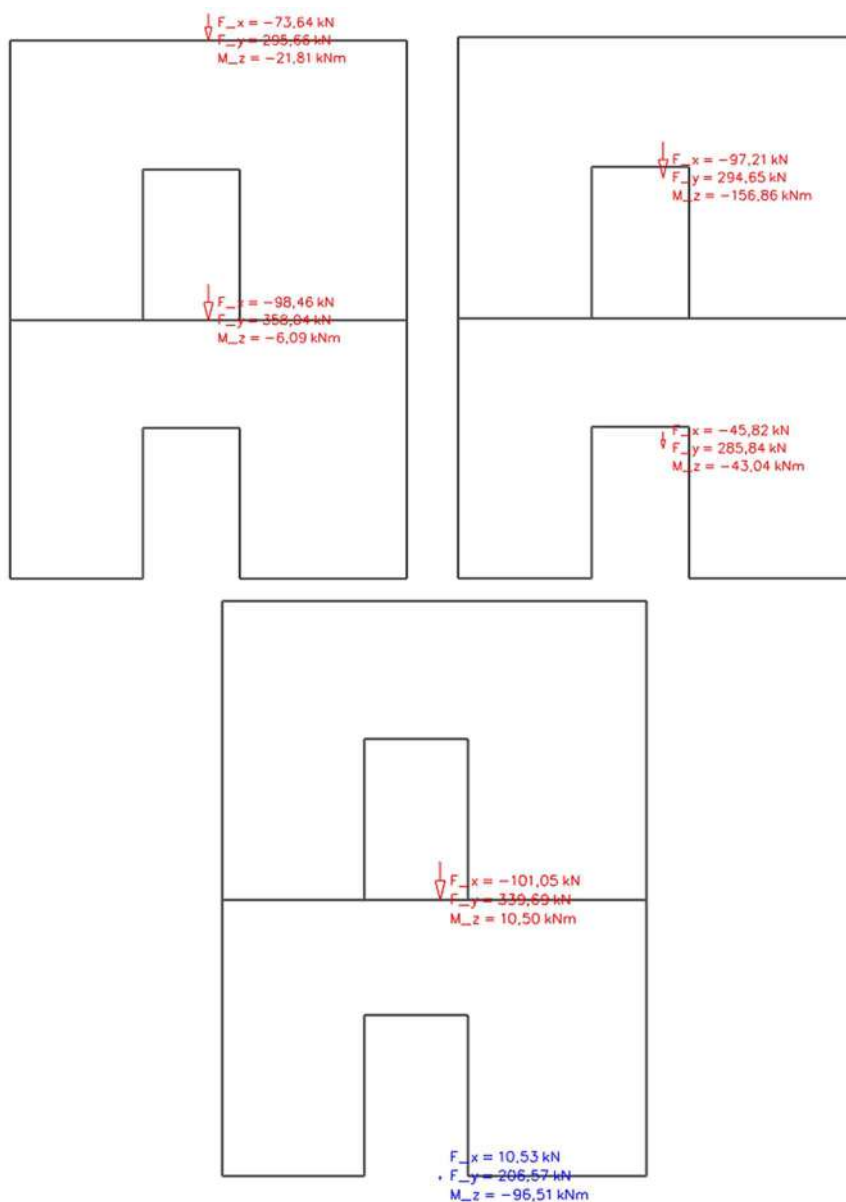 F_x = −73,64 kN
F_y = 295,66 kN
M_z = −21,81 kNm
F_x = −98,46 kN
F_y = 358,04 kN
M_z = −6,09 kNm
F_x = −97,21 kN
F_y = 294,65 kN
M_z = −156,86 kNm
F_x = −45,82 kN
F_y = 285,84 kN
M_z = −43,04 kNm
F_x = −101,05 kN
F_y = 339,69 kN
M_z = 10,50 kNm
F_x = 10,53 kN
F_y = 206,57 kN
M_z = −96,51 kNm